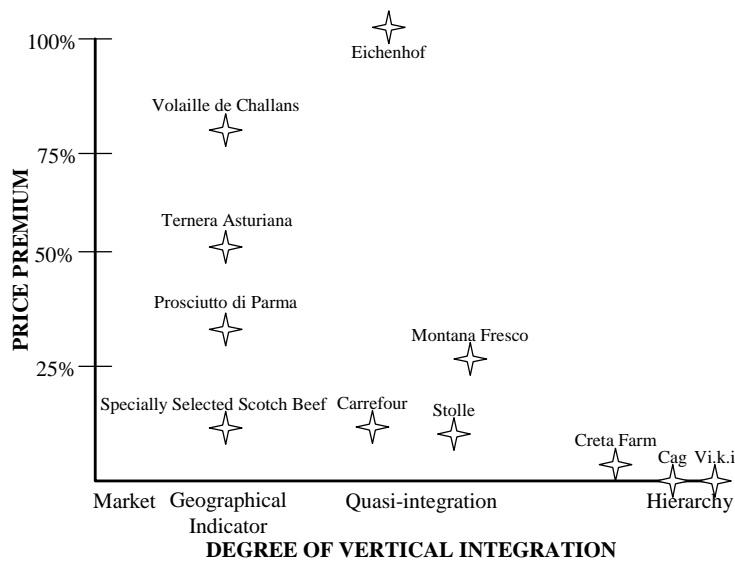 100%
Eichenhof
Volaille de Challans
75%
Ternera Asturiana
50%
Prosciutto di Parma
Montana Fresco
25%
Specially Selected Scotch Beef
Carrefour
Stolle
Creta Farm
Cag
Vi.k.i
PRICE PREMIUM
Market
Geographical
Indicator
Quasi-integration
Hierarchy
DEGREE OF VERTICAL INTEGRATION